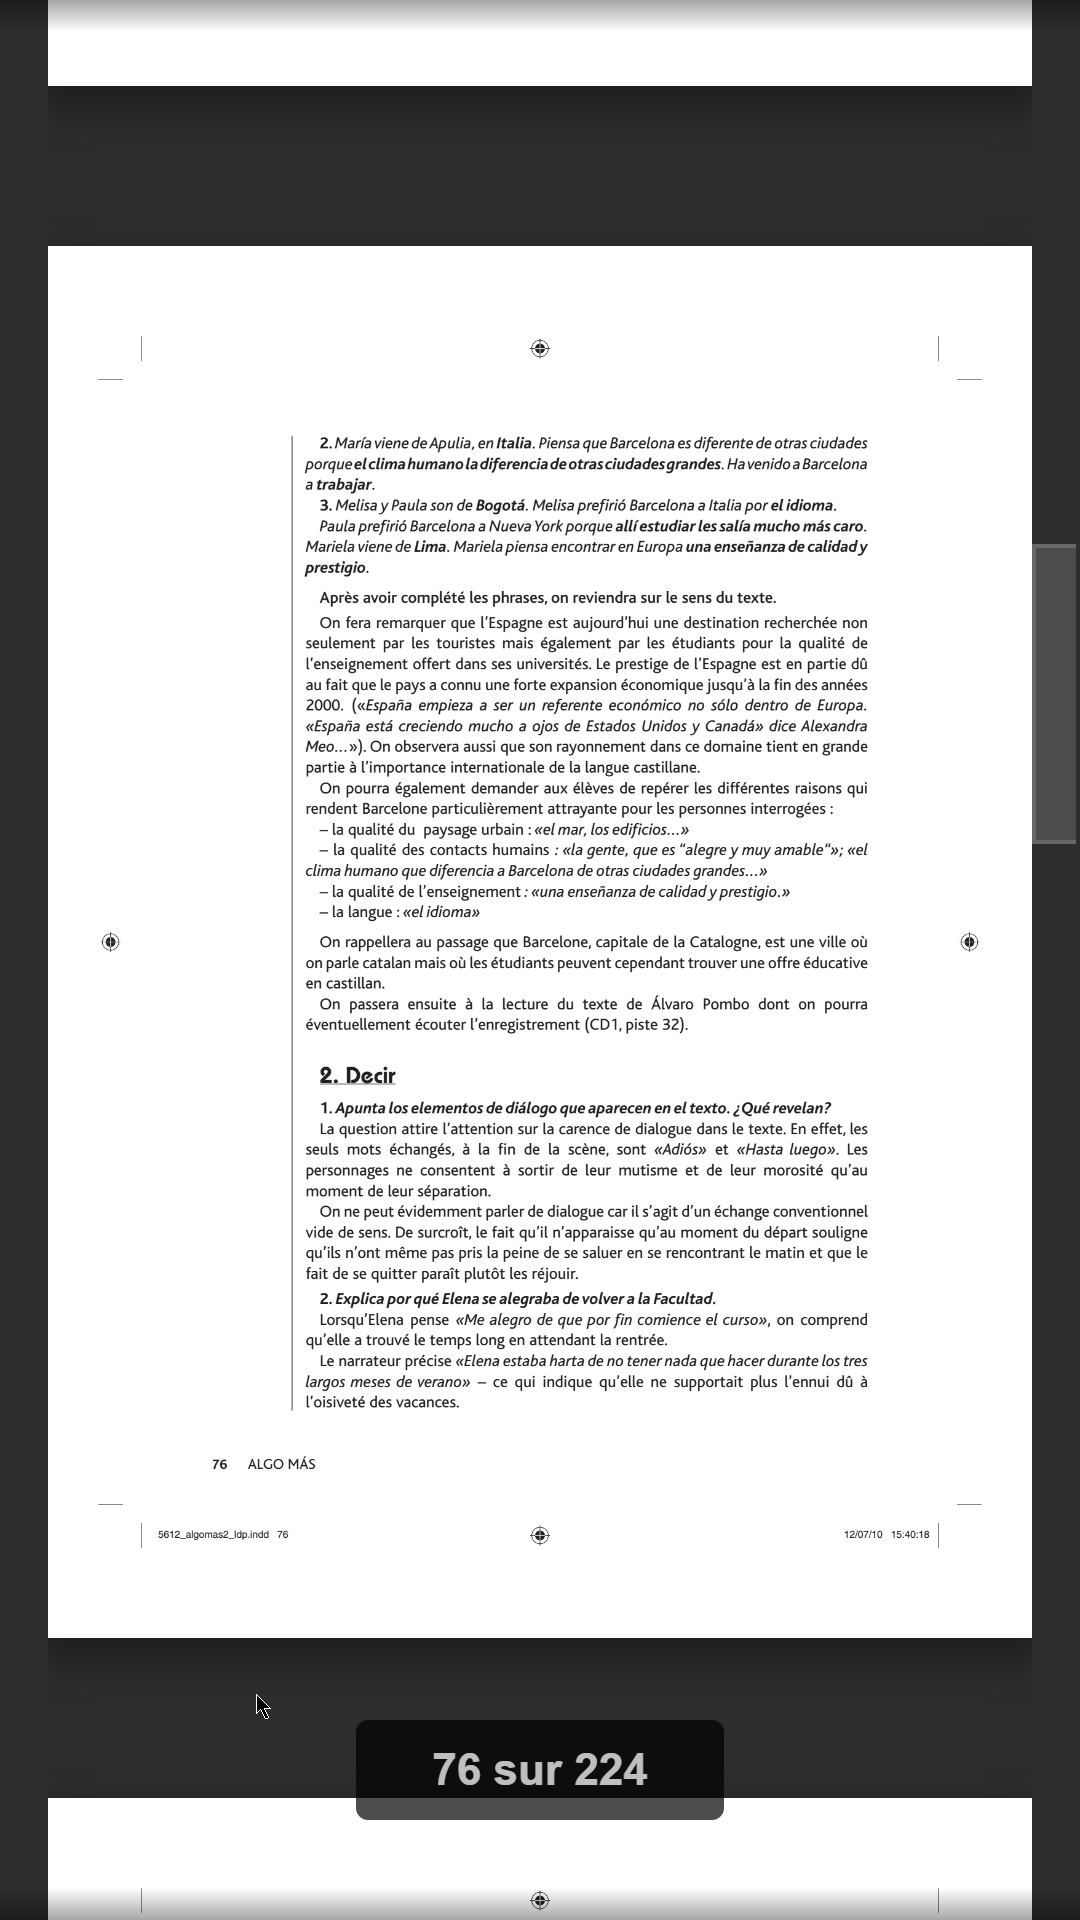 2. María viene de Apulia, en Italia. Piensa que Barcelona es diferente de otras ciudades
porque el clima humano la diferencia de otras ciudades grandes. Ha venido a Barcelona
a trabajar.
3. Melisa y Paula son de Bogotá. Melisa prefirió Barcelona a Italia por el idioma.
Paula prefirió Barcelona a Nueva York porque allí estudiar les salía mucho más caro.
Mariela viene de Lima. Mariela piensa encontrar en Europa una enseñanza de calidad y
prestigio.
Après avoir complété les phrases, on reviendra sur le sens du texte.
On fera remarquer que l’Espagne est aujourd’hui une destination recherchée non
seulement par les touristes mais également par les étudiants pour la qualité de
l’enseignement offert dans ses universités. Le prestige de l’Espagne est en partie dû
au fait que le pays a connu une forte expansion économique jusqu’à la fin des années
2000. («España empieza a ser un referente económico no sólo dentro de Europa.
«España está creciendo mucho a ojos de Estados Unidos y Canadá» dice Alexandra
Meo…»). On observera aussi que son rayonnement dans ce domaine tient en grande
partie à l’importance internationale de la langue castillane.
On pourra également demander aux élèves de repérer les différentes raisons qui
rendent Barcelone particulièrement attrayante pour les personnes interrogées :
– la qualité du paysage urbain : «el mar, los edificios…»
– la qualité des contacts humains : «la gente, que es “alegre y muy amable“»; «el
clima humano que diferencia a Barcelona de otras ciudades grandes…»
– la qualité de l’enseignement : «una enseñanza de calidad y prestigio.»
– la langue : «el idioma»
On rappellera au passage que Barcelone, capitale de la Catalogne, est une ville où
on parle catalan mais où les étudiants peuvent cependant trouver une offre éducative
en castillan.
On passera ensuite à la lecture du texte de Álvaro Pombo dont on pourra
éventuellement écouter l’enregistrement (CD1, piste 32).
2. Decir
1. Apunta los elementos de diálogo que aparecen en el texto. ¿Qué revelan?
La question attire l’attention sur la carence de dialogue dans le texte. En effet, les
seuls mots échangés, à la fin de la scène, sont «Adiós» et «Hasta luego». Les
personnages ne consentent à sortir de leur mutisme et de leur morosité qu’au
moment de leur séparation.
On ne peut évidemment parler de dialogue car il s’agit d’un échange conventionnel
vide de sens. De surcroît, le fait qu’il n’apparaisse qu’au moment du départ souligne
qu’ils n’ont même pas pris la peine de se saluer en se rencontrant le matin et que le
fait de se quitter paraît plutôt les réjouir.
2. Explica por qué Elena se alegraba de volver a la Facultad.
Lorsqu’Elena pense «Me alegro de que por fin comience el curso», on comprend
qu’elle a trouvé le temps long en attendant la rentrée.
Le narrateur précise «Elena estaba harta de no tener nada que hacer durante los tres
largos meses de verano» – ce qui indique qu’elle ne supportait plus l’ennui dû à
l’oisiveté des vacances.
76 ALGO MÁS
5612_algomas2_ldp.indd 76
12/07/10 15:40:18
76 sur 224